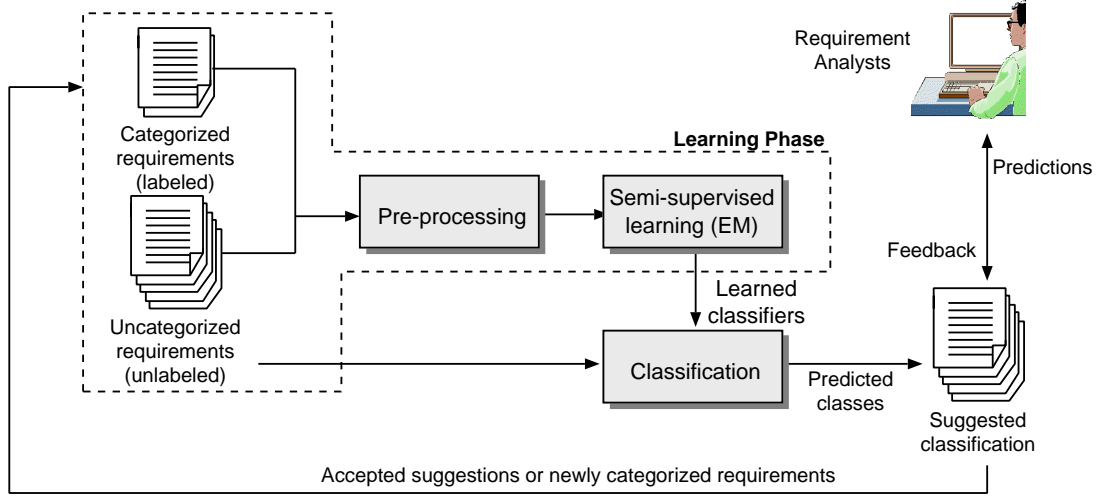 Requirement
Analysts
Categorized
requirements
(labeled)
Learning Phase
Predictions
Pre-processing
Semi-supervised
learning (EM)
Feedback
Learned
classifiers
Uncategorized
requirements
(unlabeled)
Classification
Predicted
classes
Suggested
classification
Accepted suggestions or newly categorized requirements